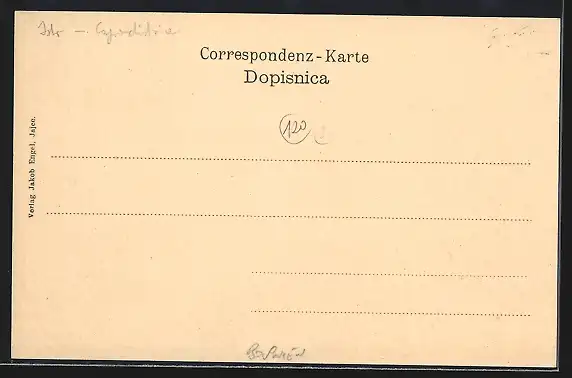 Correspondenz-Karte
Dopisnica
120
Verlag Jakob Engel, Jajce.